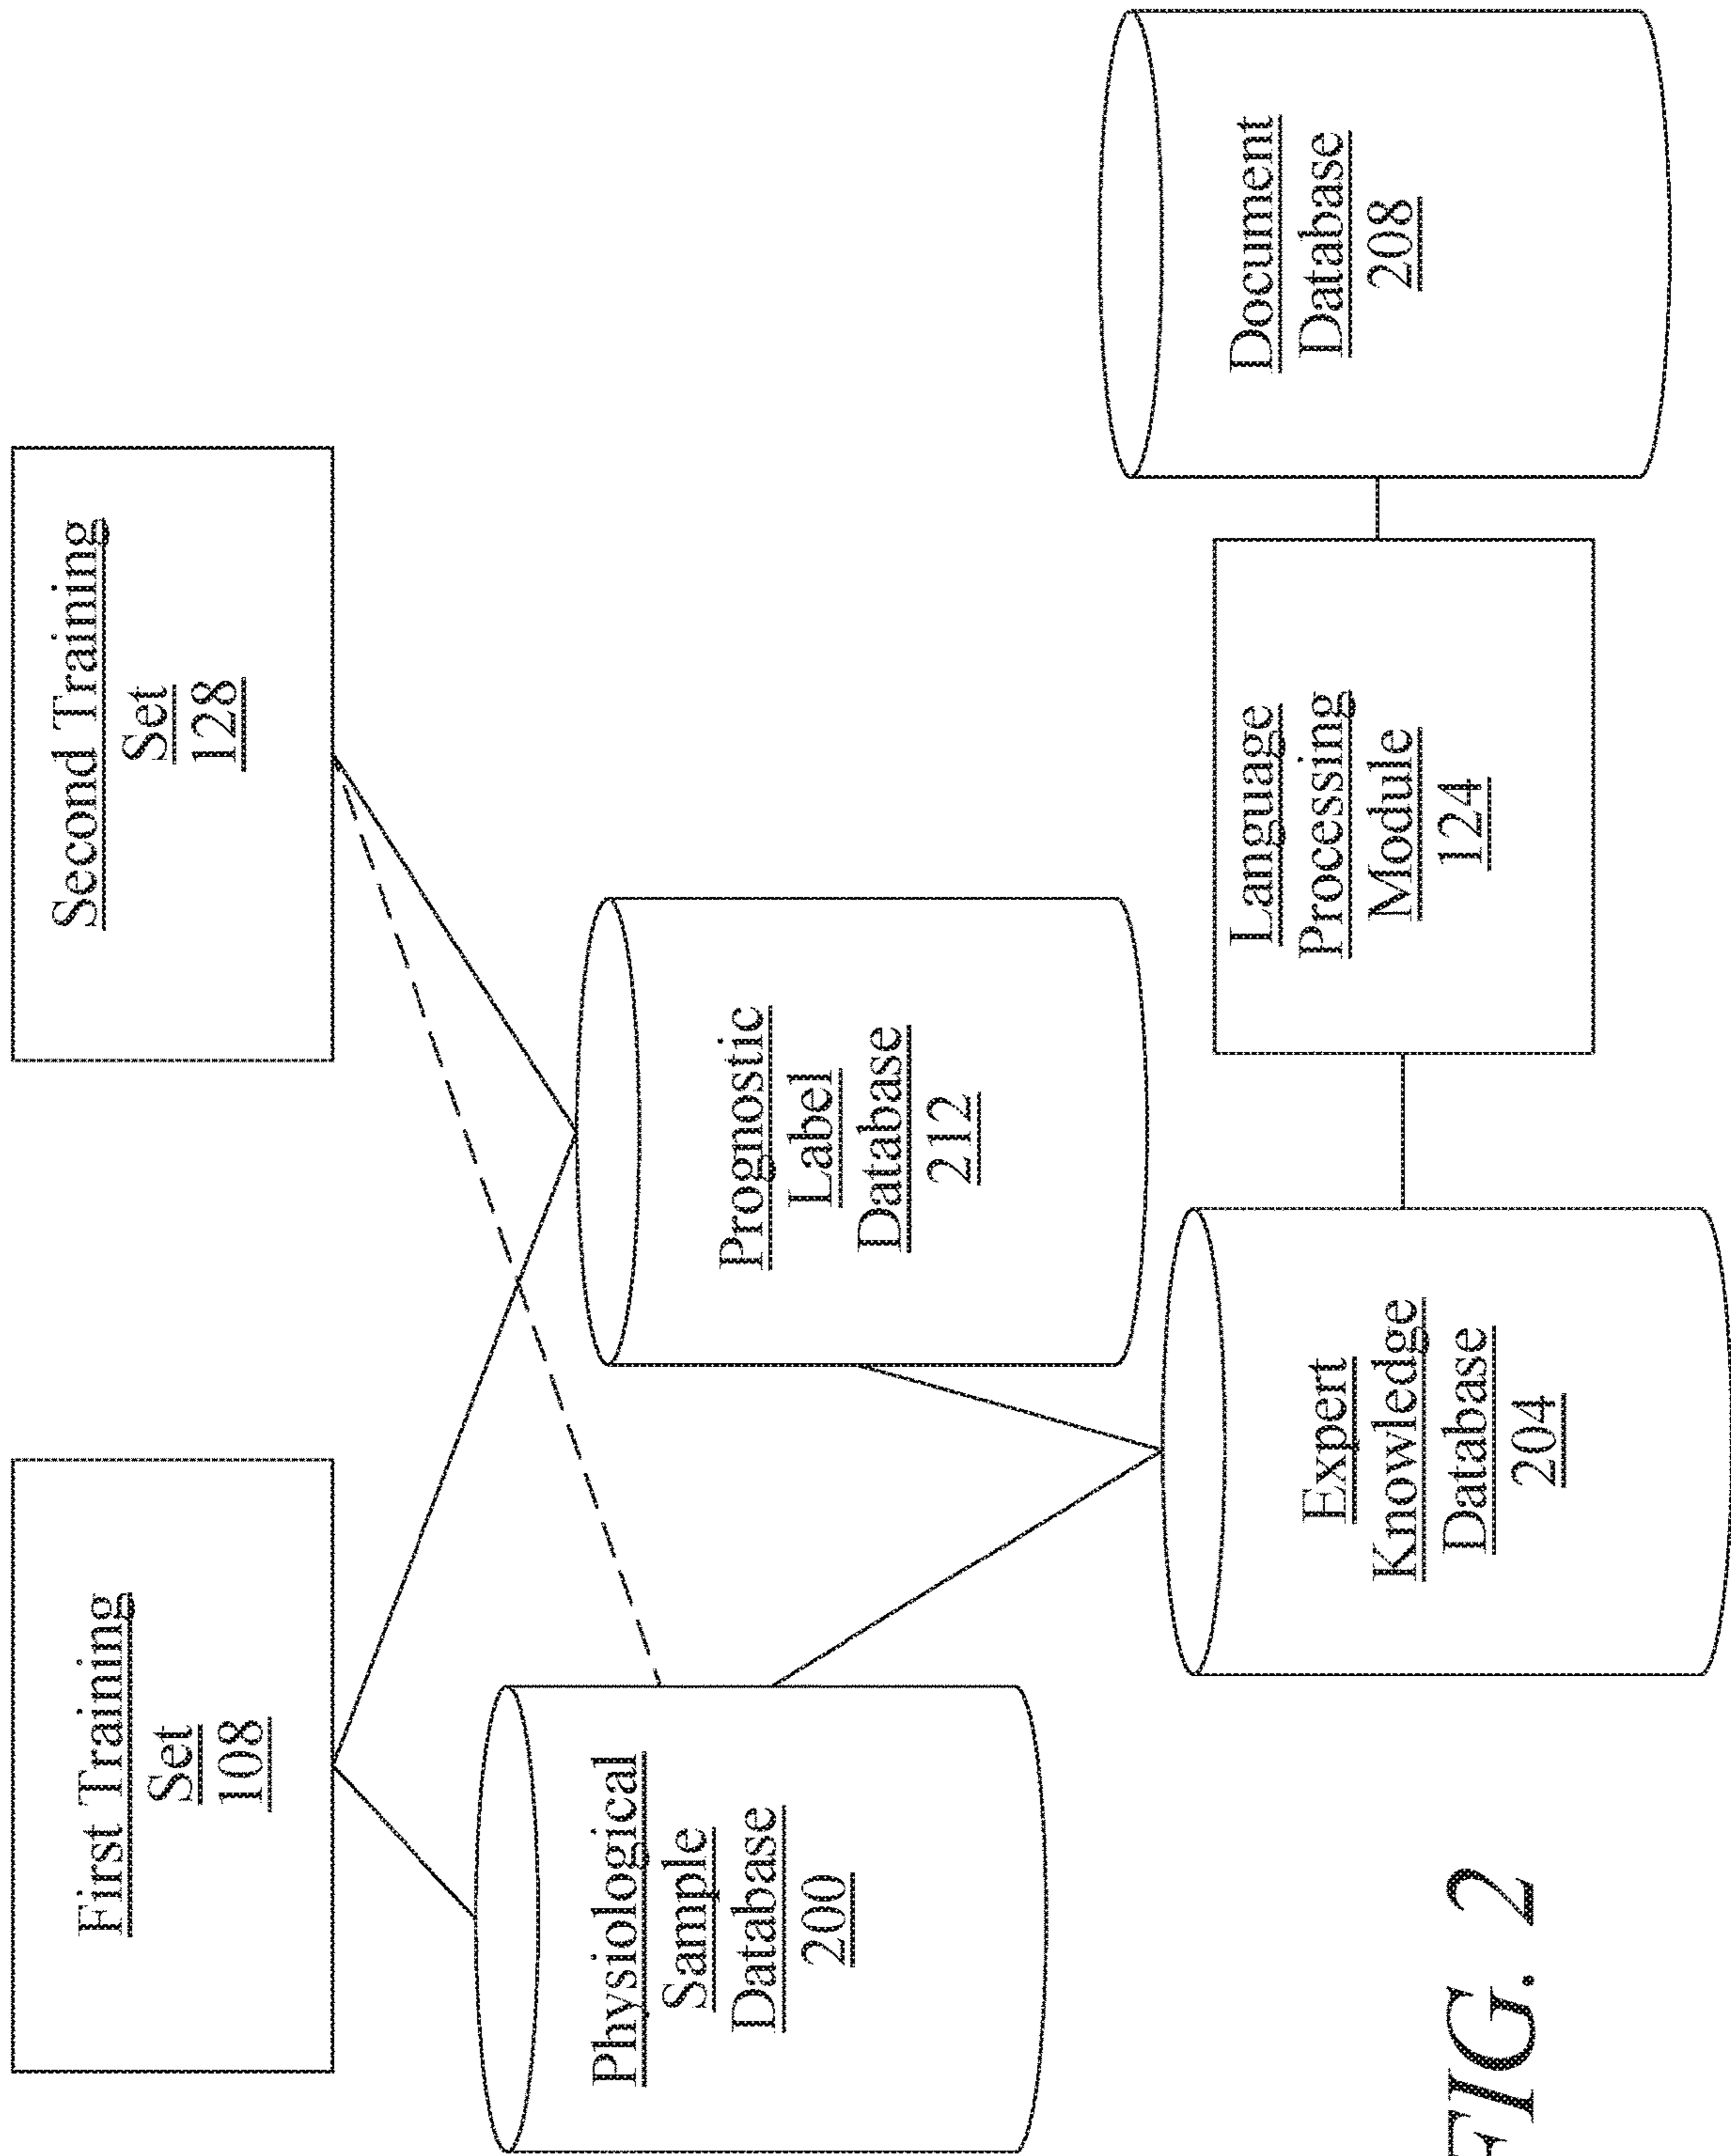 First Training
Set
108
Second Training
Set
128
Physiological
Sample
Database
200
Prognostic
Label
Database
212
Expert
Knowledge
Database
204
Language
Processing
Module
124
Document
Database
208
FIG. 2